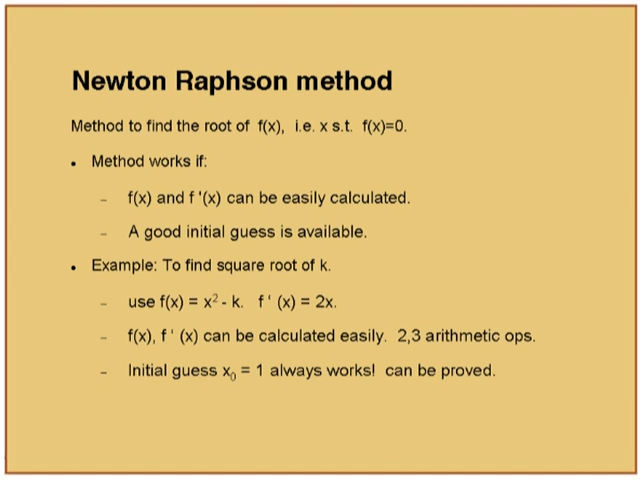 Newton Raphson method
Method to find the root of f(x), i.e. x s.t. f(x)=0.
• Method works if:
– f(x) and f '(x) can be easily calculated.
– A good initial guess is available.
• Example: To find square root of k.
– use f(x) = x² - k. f ' (x) = 2x.
– f(x), f ' (x) can be calculated easily. 2,3 arithmetic ops.
– Initial guess x₀ = 1 always works! can be proved.